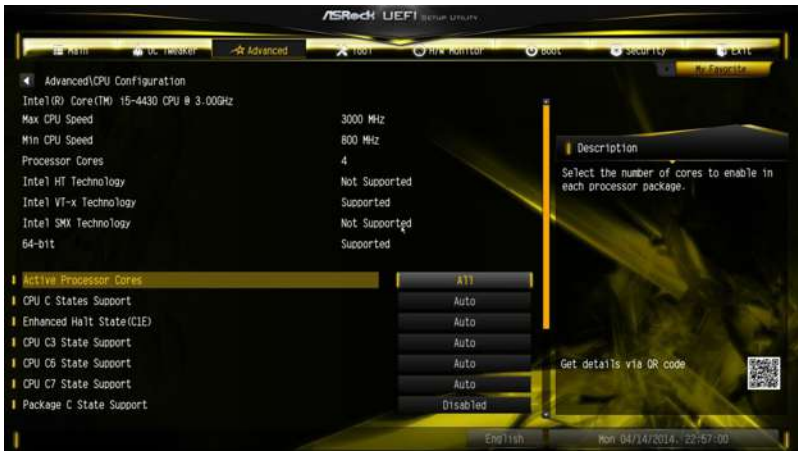 ASRock UEFI SETUP UTILITY
Main OC Tweaker Advanced Tool H/W Monitor Boot Security Exit
My Favorite
Advanced\CPU Configuration
Intel(R) Core(TM) i5-4430 CPU @ 3.00GHz
Max CPU Speed 3000 MHz
Min CPU Speed 800 MHz
Processor Cores 4
Intel HT Technology Not Supported
Intel VT-x Technology Supported
Intel SMX Technology Not Supported
64-bit Supported
Active Processor Cores All
CPU C States Support Auto
Enhanced Halt State(C1E) Auto
CPU C3 State Support Auto
CPU C6 State Support Auto
CPU C7 State Support Auto
Package C State Support Disabled
Description
Select the number of cores to enable in
each processor package.
Get details via QR code
English
Mon 04/14/2014, 22:57:00